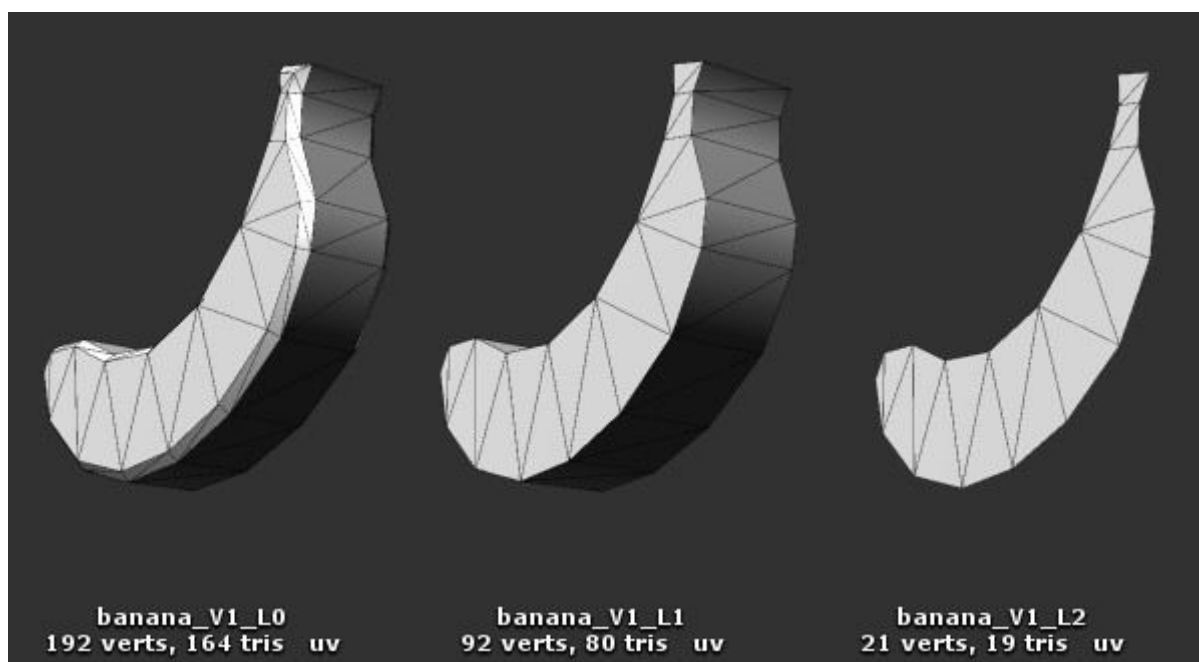 banana_V1_L0
192 verts, 164 tris uv
banana_V1_L1
92 verts, 80 tris uv
banana_V1_L2
21 verts, 19 tris uv